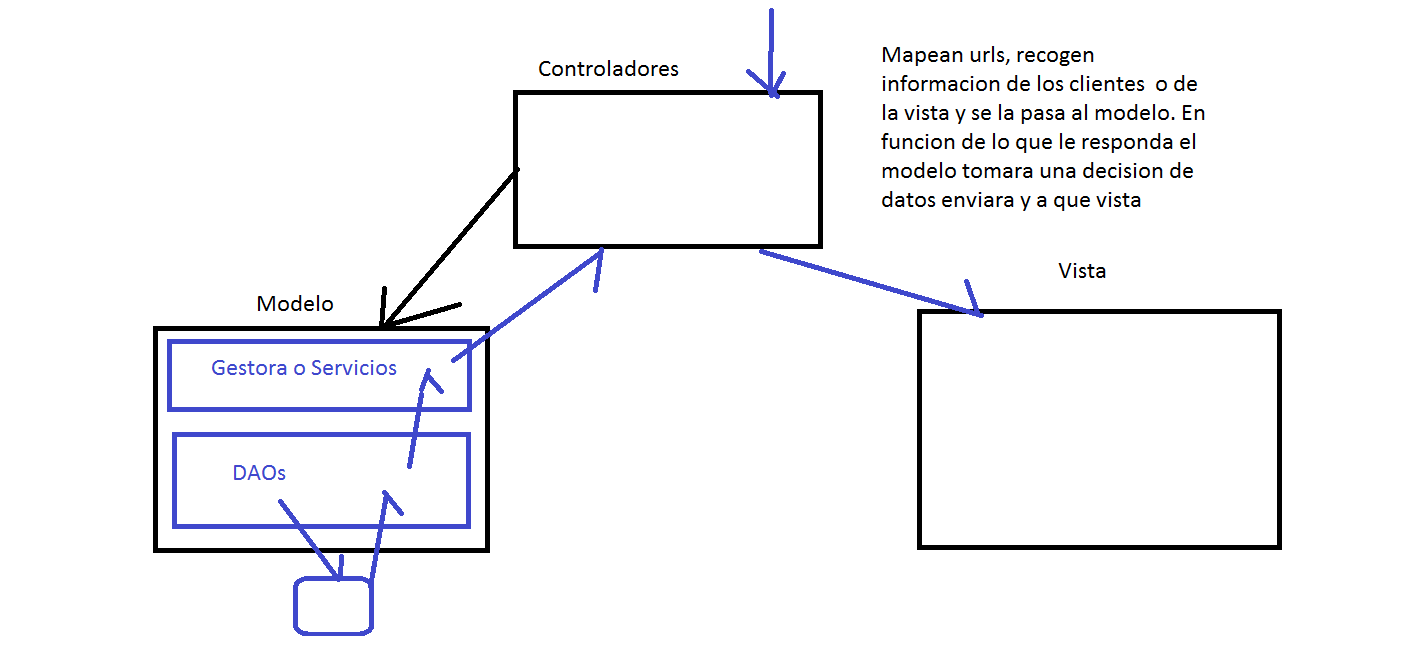 Controladores
Mapean urls, recogen
informacion de los clientes o de
la vista y se la pasa al modelo. En
funcion de lo que le responda el
modelo tomara una decision de
datos enviara y a que vista
Vista
Modelo
Gestora o Servicios
DAOs